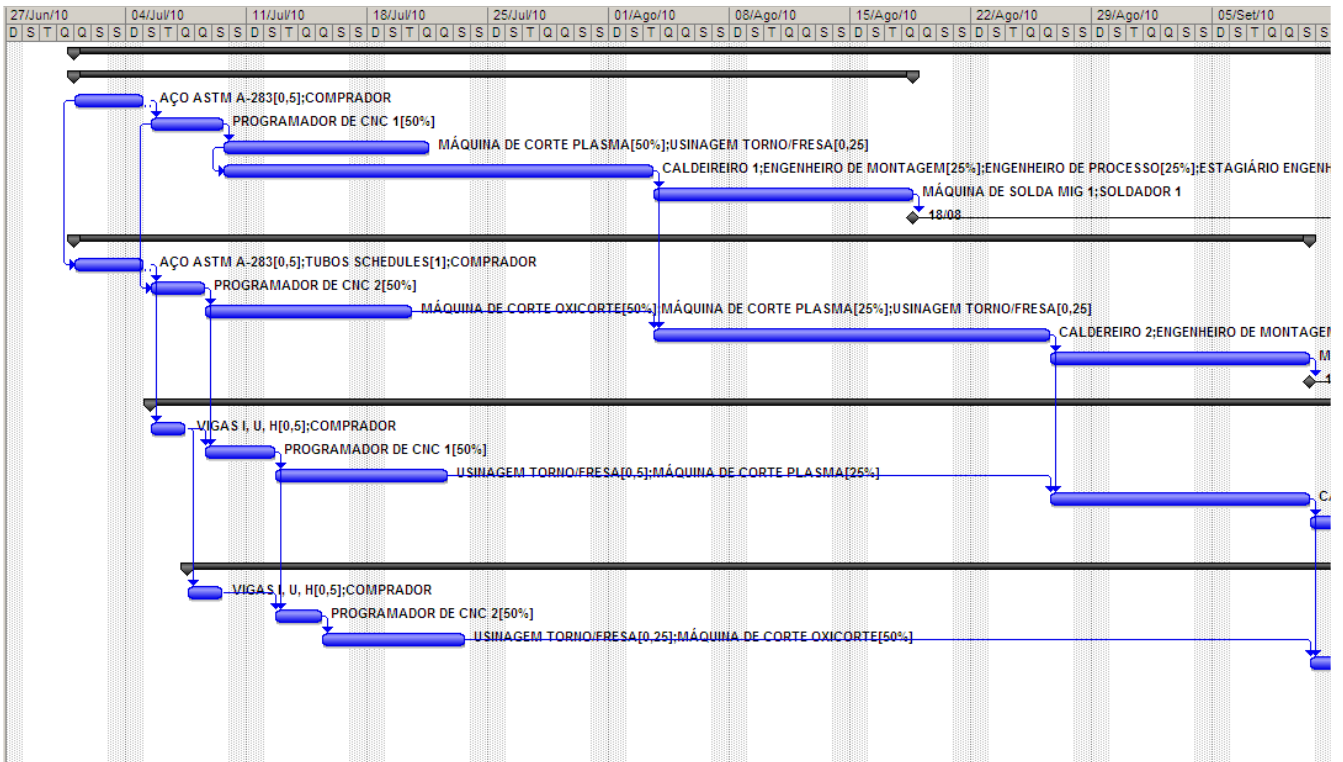 27/Jun/10 04/Jul/10 11/Jul/10 18/Jul/10 25/Jul/10 01/Ago/10 08/Ago/10 15/Ago/10 22/Ago/10 29/Ago/10 05/Set/10
D S T Q Q S S D S T Q Q S S D S T Q Q S S D S T Q Q S S D S T Q Q S S D S T Q Q S S D S T Q Q S S D S T Q Q S S D S T Q Q S S D S T Q Q S S D S T Q Q S S
AÇO ASTM A-283[0,5];COMPRADOR
PROGRAMADOR DE CNC 1[50%]
MÁQUINA DE CORTE PLASMA[50%];USINAGEM TORNO/FRESA[0,25]
CALDEIREIRO 1;ENGENHEIRO DE MONTAGEM[25%];ENGENHEIRO DE PROCESSO[25%];ESTAGIÁRIO ENGENH
MÁQUINA DE SOLDA MIG 1;SOLDADOR 1
18/08
AÇO ASTM A-283[0,5];TUBOS SCHEDULES[1];COMPRADOR
PROGRAMADOR DE CNC 2[50%]
MÁQUINA DE CORTE OXICORTE[50%];MÁQUINA DE CORTE PLASMA[25%];USINAGEM TORNO/FRESA[0,25]
CALDEREIRO 2;ENGENHEIRO DE MONTAGEM
M
1
VIGAS I, U, H[0,5];COMPRADOR
PROGRAMADOR DE CNC 1[50%]
USINAGEM TORNO/FRESA[0,5];MÁQUINA DE CORTE PLASMA[25%]
CA
VIGAS I, U, H[0,5];COMPRADOR
PROGRAMADOR DE CNC 2[50%]
USINAGEM TORNO/FRESA[0,25];MÁQUINA DE CORTE OXICORTE[50%]